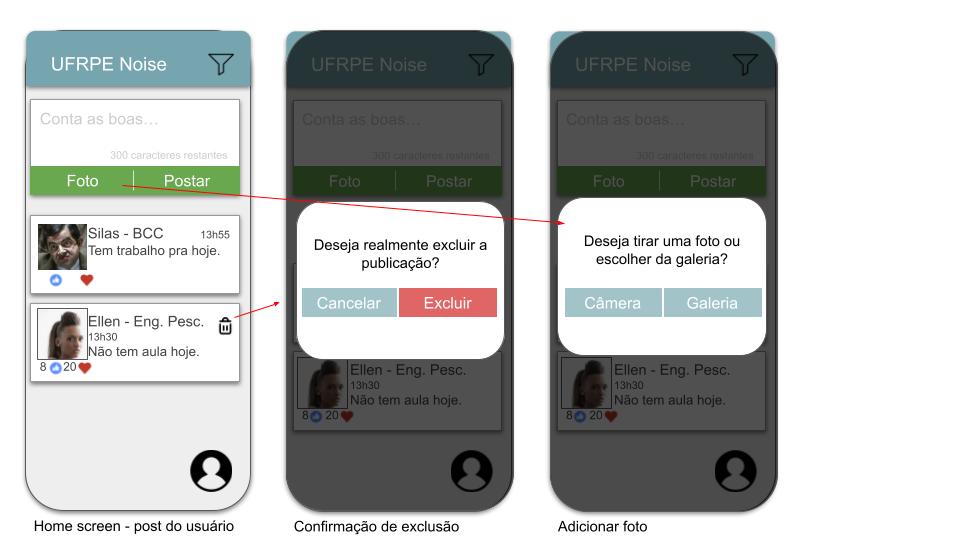 UFRPE Noise
Conta as boas…
300 caracteres restantes
Foto
Postar
Silas - BCC
13h55
Tem trabalho pra hoje.
Ellen - Eng. Pesc.
13h30
Não tem aula hoje.
8 20
Home screen - post do usuário
UFRPE Noise
Conta as boas…
300 caracteres restantes
Foto
Postar
Deseja realmente excluir a
publicação?
Cancelar
Excluir
Ellen - Eng. Pesc.
13h30
Não tem aula hoje.
8 20
Confirmação de exclusão
UFRPE Noise
Conta as boas…
300 caracteres restantes
Foto
Postar
Deseja tirar uma foto ou
escolher da galeria?
Câmera
Galeria
Ellen - Eng. Pesc.
13h30
Não tem aula hoje.
8 20
Adicionar foto